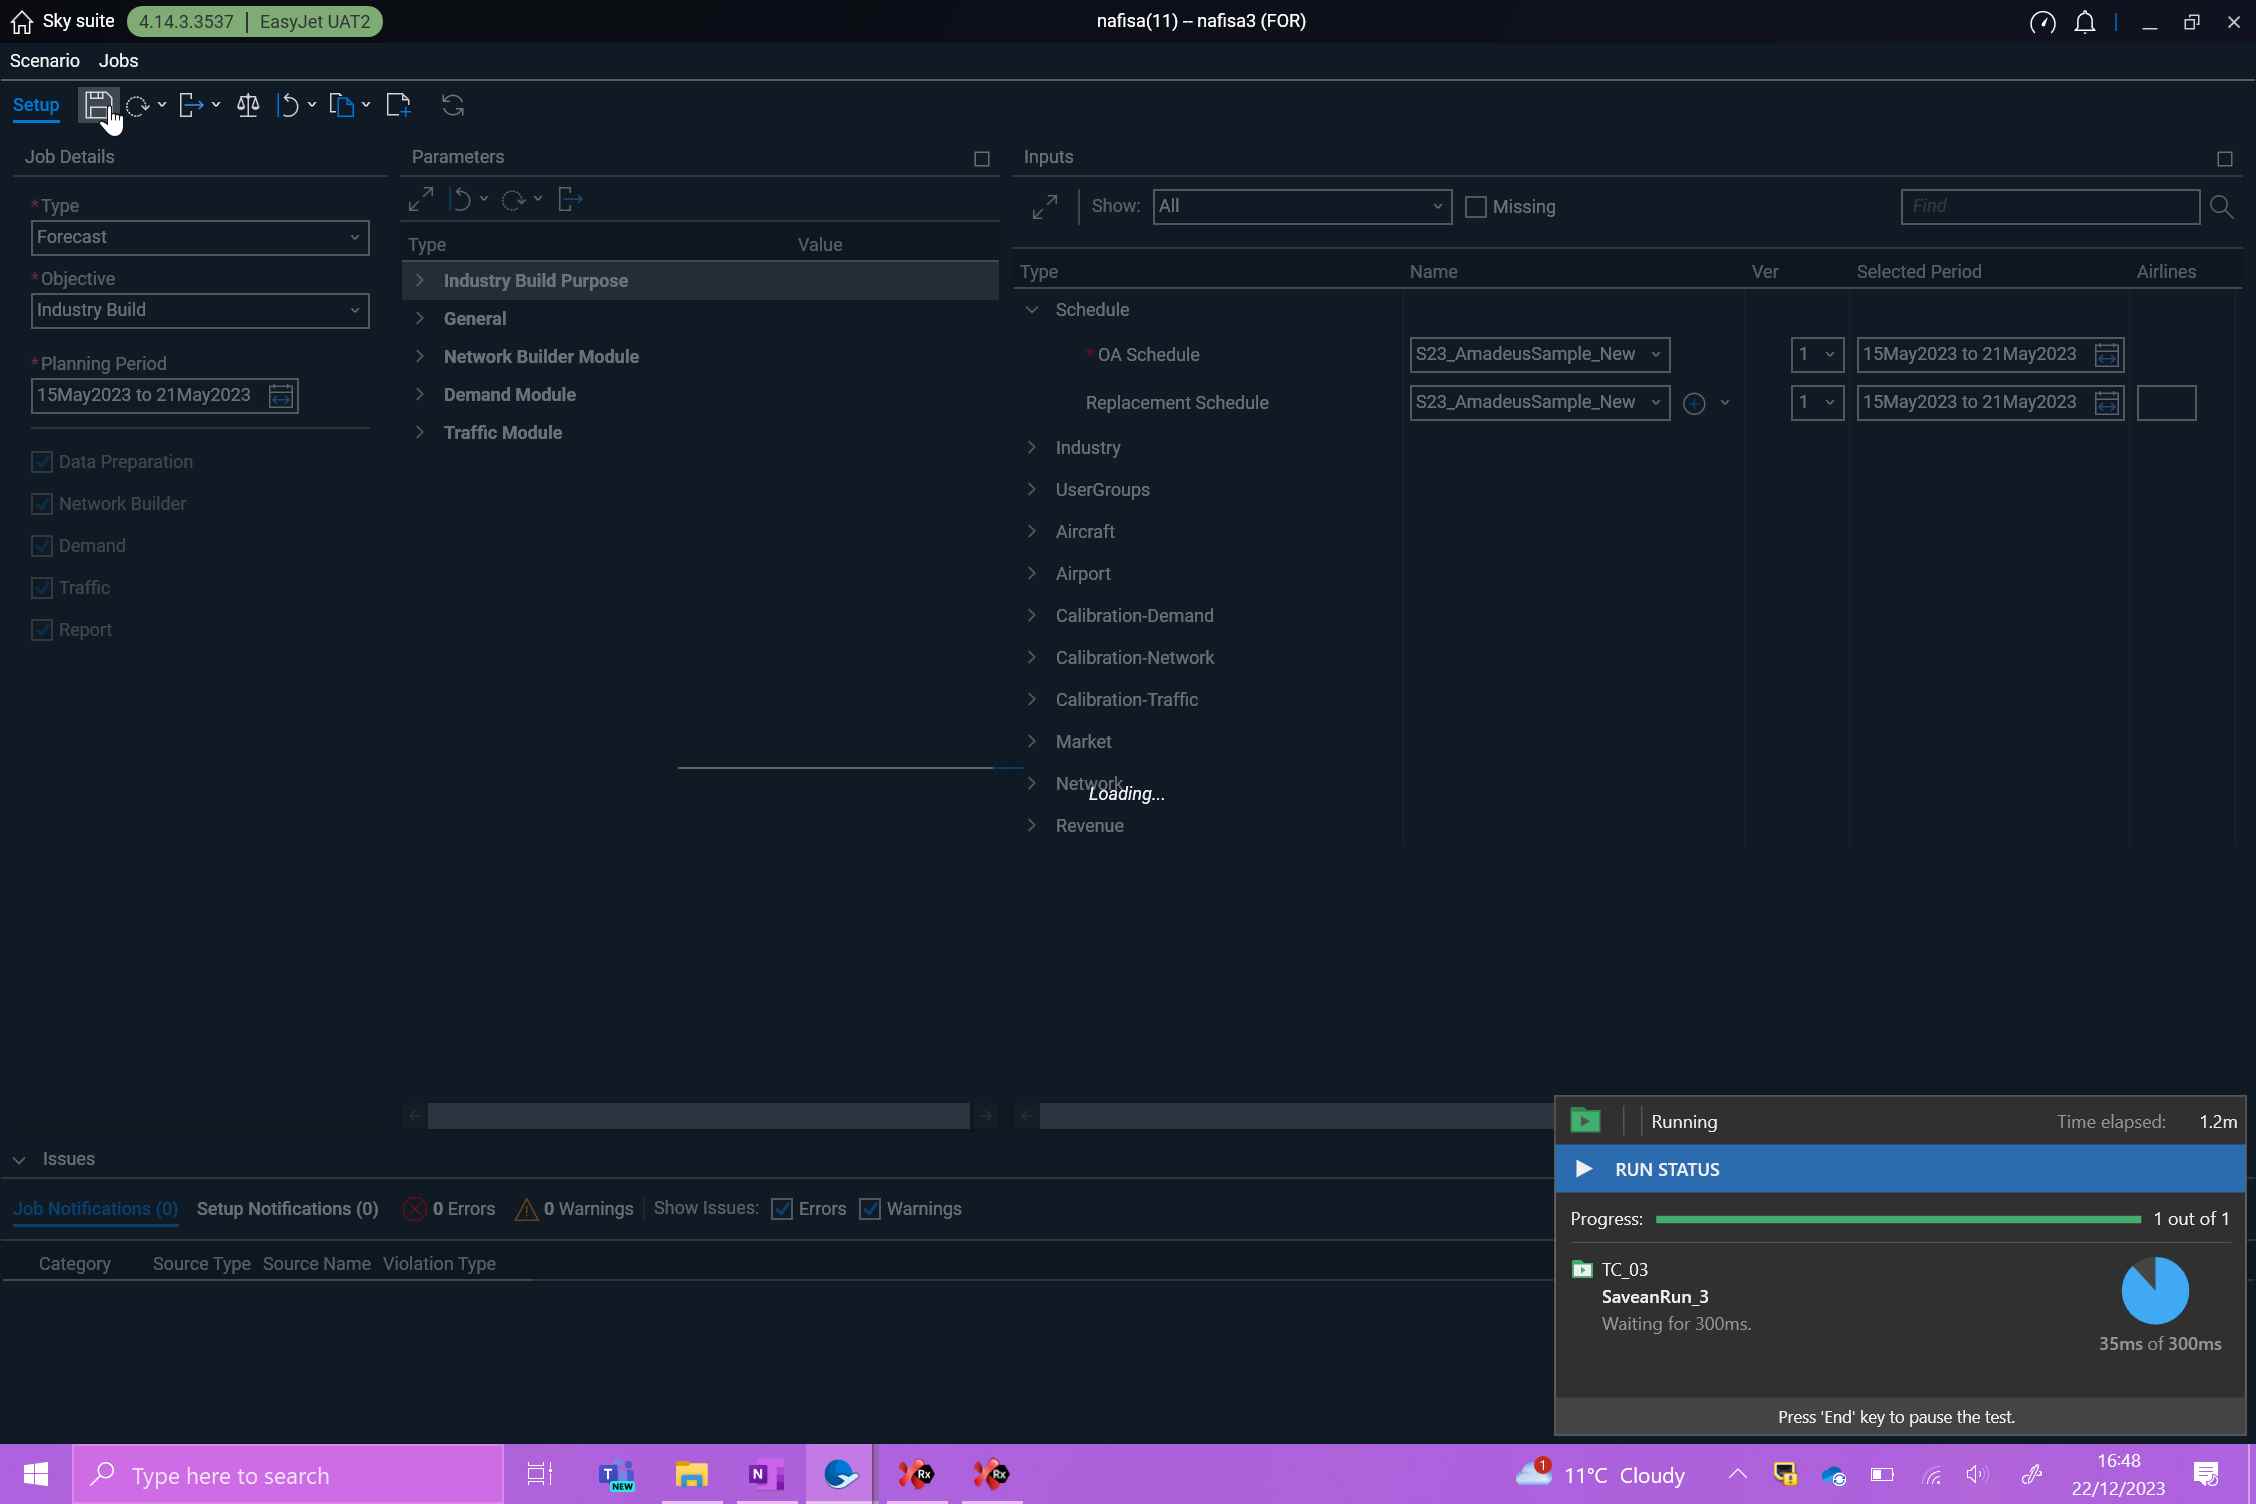 Sky suite 4.14.3.3537 | EasyJet UAT2 nafisa(11) – nafisa3 (FOR)
Scenario Jobs
Setup
Job Details
* Type
Forecast
* Objective
Industry Build
* Planning Period
15May2023 to 21May2023
Data Preparation
Network Builder
Demand
Traffic
Report
Parameters
Type Value
Industry Build Purpose
General
Network Builder Module
Demand Module
Traffic Module
Inputs
Show: All Missing Find
Type Name Ver Selected Period Airlines
Schedule
* OA Schedule S23_AmadeusSample_New 1 15May2023 to 21May2023
Replacement Schedule S23_AmadeusSample_New 1 15May2023 to 21May2023
Industry
UserGroups
Aircraft
Airport
Calibration-Demand
Calibration-Network
Calibration-Traffic
Market
Network
Loading...
Revenue
Issues
Job Notifications (0) Setup Notifications (0) 0 Errors 0 Warnings Show Issues: Errors Warnings
Category Source Type Source Name Violation Type
Running Time elapsed: 1.2m
RUN STATUS
Progress: 1 out of 1
TC_03
SaveanRun_3
Waiting for 300ms.
35ms of 300ms
Press 'End' key to pause the test.
Type here to search
T
NEW
N
Rx
Rx
1
11°C Cloudy
16:48
22/12/2023